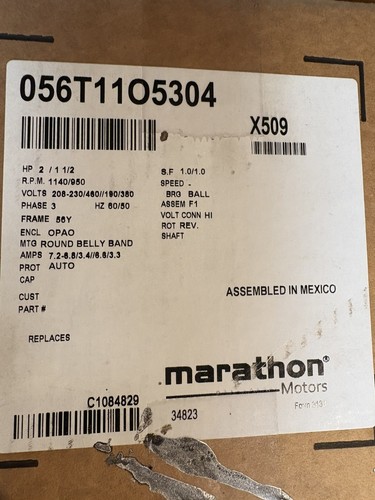 056T11O5304
X509
HP 2 / 1 1/2
S.F 1.0/1.0
R.P.M. 1140/950
SPEED -
VOLTS 208-230/460//190/380
BRG BALL
PHASE 3 HZ 60/50
ASSEM F1
FRAME 56Y
VOLT CONN HI
ENCL OPAO
ROT REV.
MTG ROUND BELLY BAND
SHAFT
AMPS 7.2-6.8/3.4//6.6/3.3
PROT AUTO
CAP
ASSEMBLED IN MEXICO
CUST
PART #
REPLACES
marathon®
Motors
C1084829
34823
Form